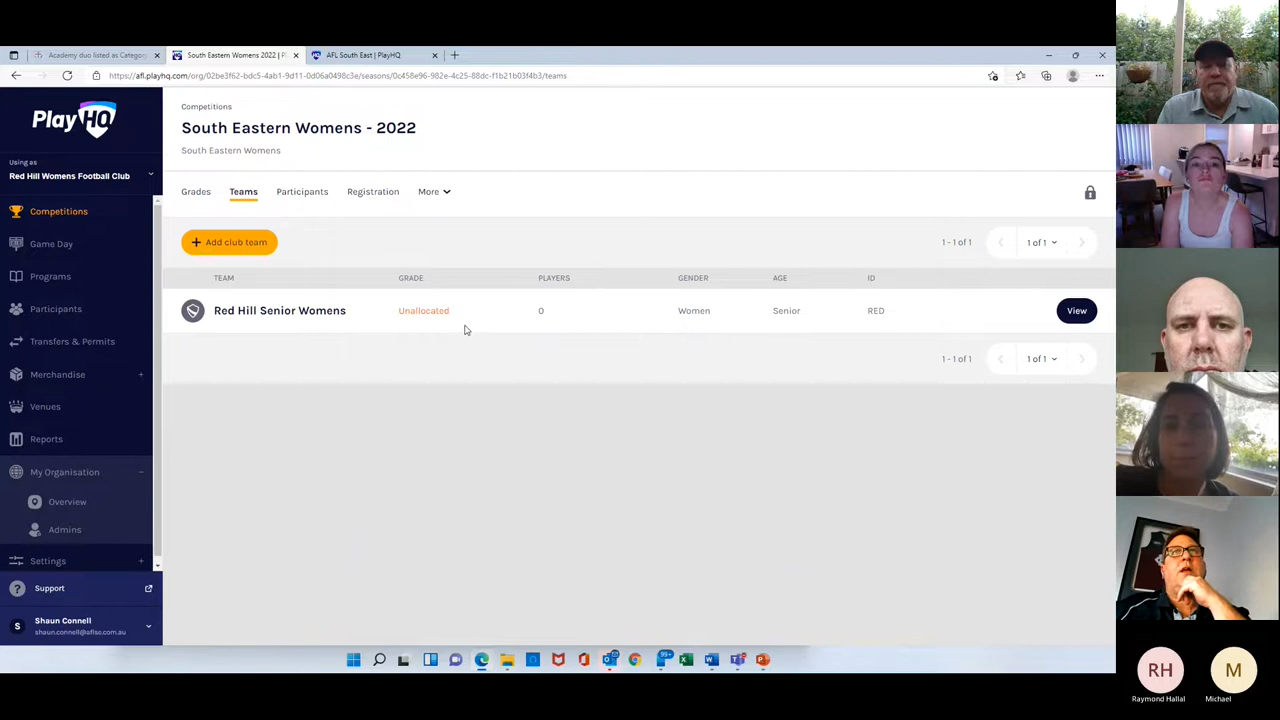 Academy duo listed as Categor
South Eastern Womens 2022 | P
AFL South East | PlayHQ
https://afl.playhq.com/org/02be3f62-bdc5-4ab1-9d11-0d06a0498c3e/seasons/0c458e96-982e-4c25-88dc-f1b21b03f4b3/teams
PlayHQ
Using as
Red Hill Womens Football Club
Competitions
Game Day
Programs
Participants
Transfers & Permits
Merchandise +
Venues
Reports
My Organisation −
Overview
Admins
Settings +
Support
S Shaun Connell
shaun.connell@aflse.com.au
Competitions
South Eastern Womens - 2022
South Eastern Womens
Grades Teams Participants Registration More
+ Add club team 1 - 1 of 1 1 of 1
TEAM GRADE PLAYERS GENDER AGE ID
Red Hill Senior Womens Unallocated 0 Women Senior RED View
1 - 1 of 1 1 of 1
99+
RH M
Raymond Hallal Michael